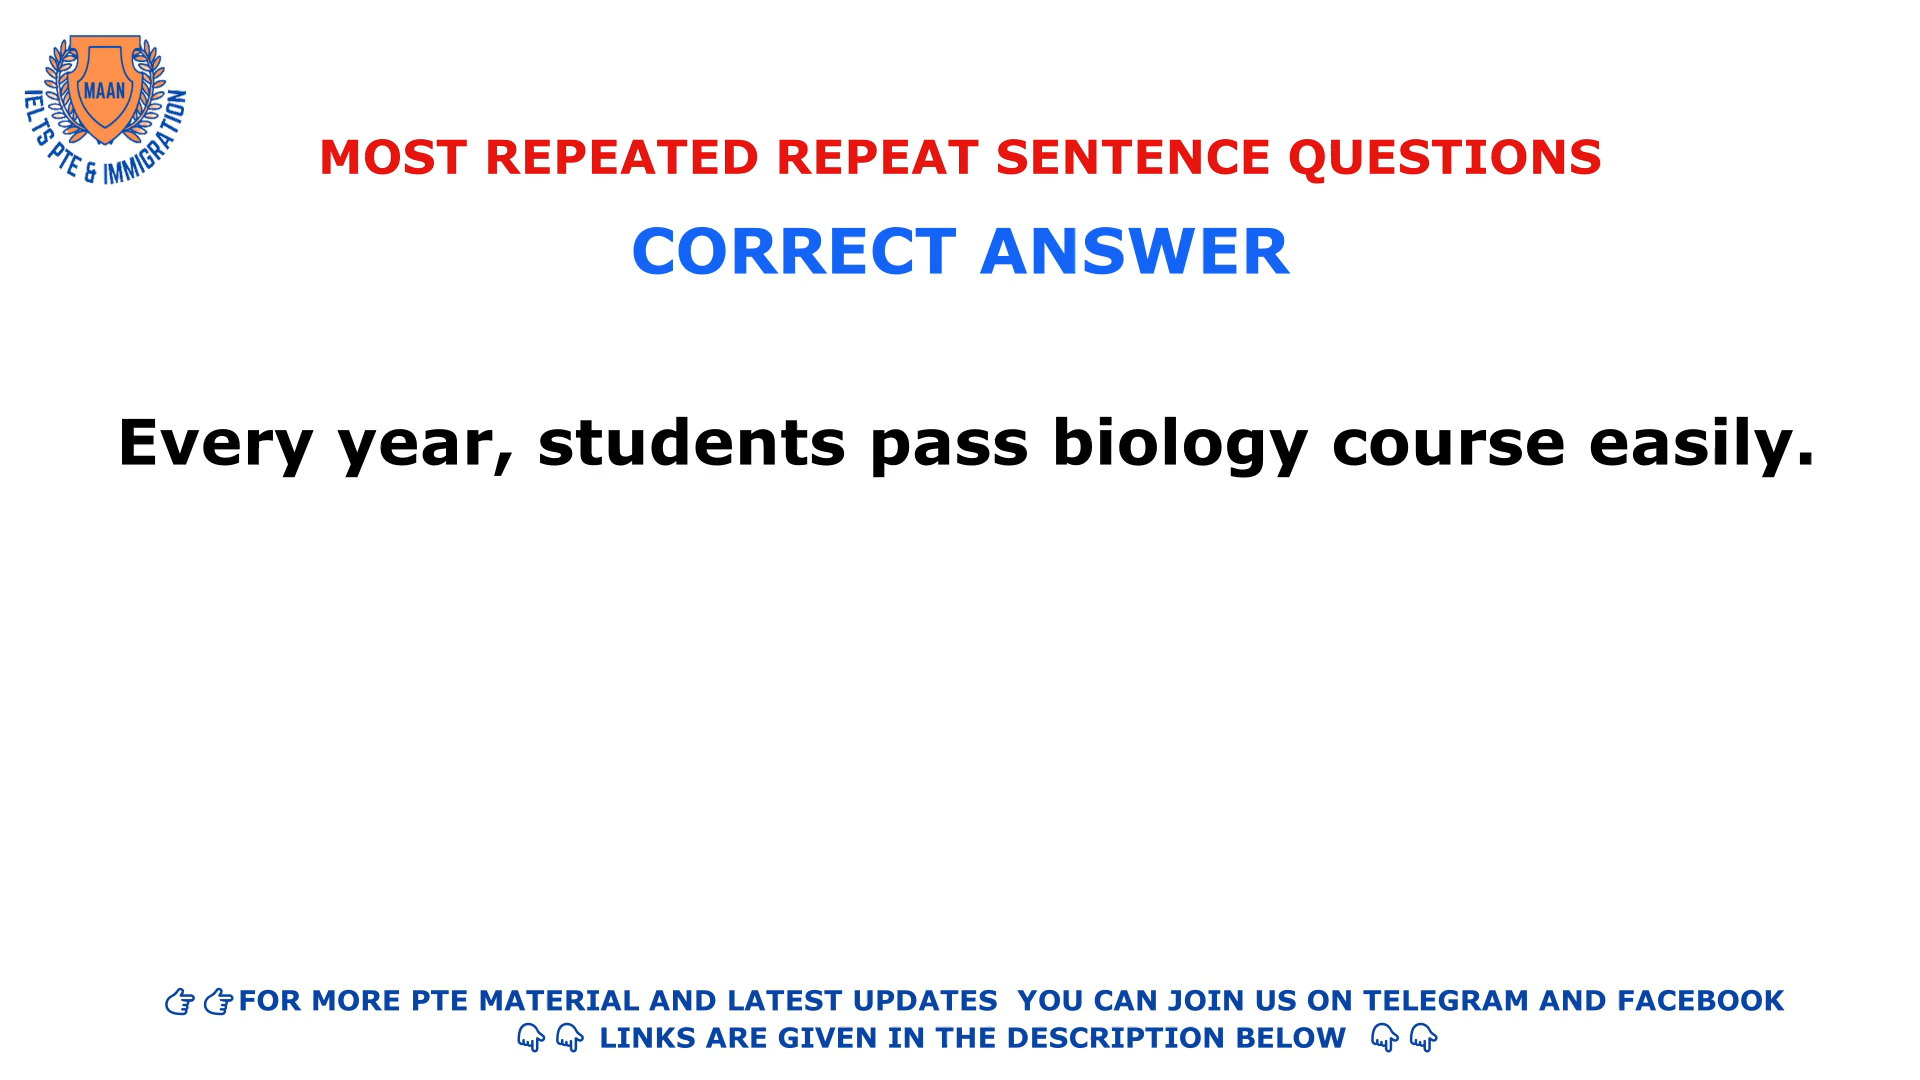 MAAN
IELTS PTE & IMMIGRATION
MOST REPEATED REPEAT SENTENCE QUESTIONS
CORRECT ANSWER
Every year, students pass biology course easily.
FOR MORE PTE MATERIAL AND LATEST UPDATES YOU CAN JOIN US ON TELEGRAM AND FACEBOOK
LINKS ARE GIVEN IN THE DESCRIPTION BELOW